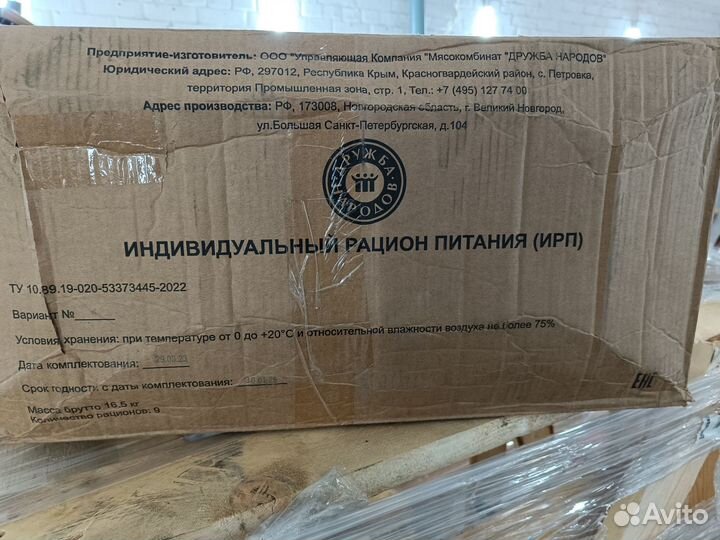 Предприятие-изготовитель: ООО "Управляющая Компания "Мясокомбинат "ДРУЖБА НАРОДОВ"
Юридический адрес: РФ, 297012, Республика Крым, Красногвардейский район, с. Петровка,
территория Промышленная зона, стр. 1, Тел.: +7 (495) 127 74 00
Адрес производства: РФ, 173008, Новгородская область, г. Великий Новгород,
ул.Большая Санкт-Петербургская, д.104
ДРУЖБА НАРОДОВ
ИНДИВИДУАЛЬНЫЙ РАЦИОН ПИТАНИЯ (ИРП)
ТУ 10.89.19-020-53373445-2022
Вариант №
Условия хранения: при температуре от 0 до +20°С и относительной влажности воздуха не более 75%
Дата комплектования: 29.03.23
Срок годности с даты комплектования:
Масса брутто 16,5 кг
Количество рационов: 9
ЕАС
Avito